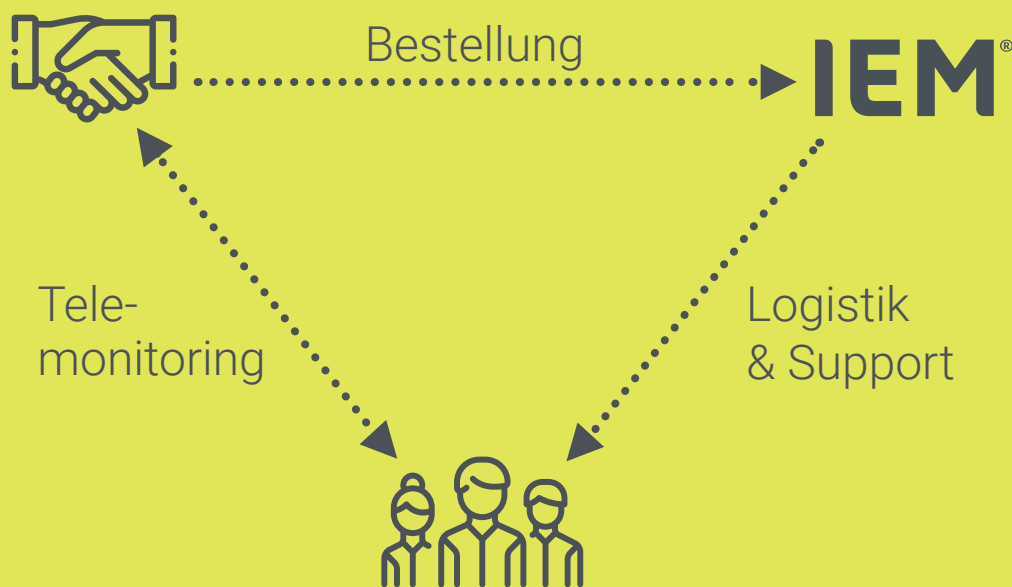 Bestellung
IEM®
Tele-
monitoring
Logistik
& Support